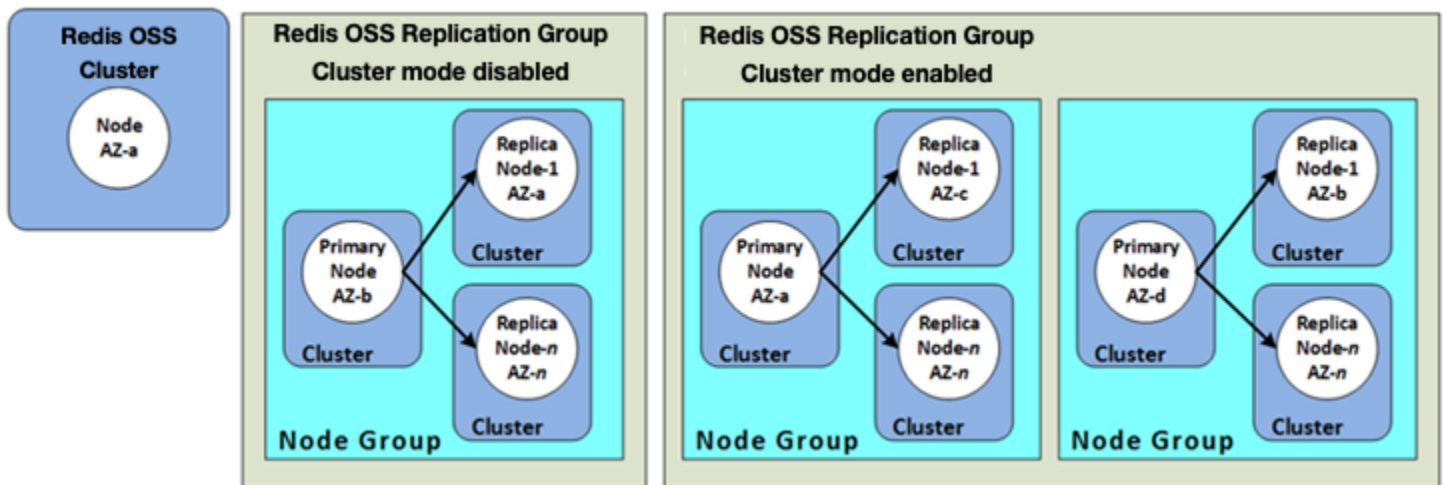 Redis OSS
Cluster
Node
AZ-a
Redis OSS Replication Group
Cluster mode disabled
Replica
Node-1
AZ-a
Cluster
Primary
Node
AZ-b
Cluster
Replica
Node-n
AZ-n
Cluster
Node Group
Redis OSS Replication Group
Cluster mode enabled
Replica
Node-1
AZ-c
Cluster
Primary
Node
AZ-a
Cluster
Replica
Node-n
AZ-n
Cluster
Node Group
Replica
Node-1
AZ-b
Cluster
Primary
Node
AZ-d
Cluster
Replica
Node-n
AZ-n
Cluster
Node Group